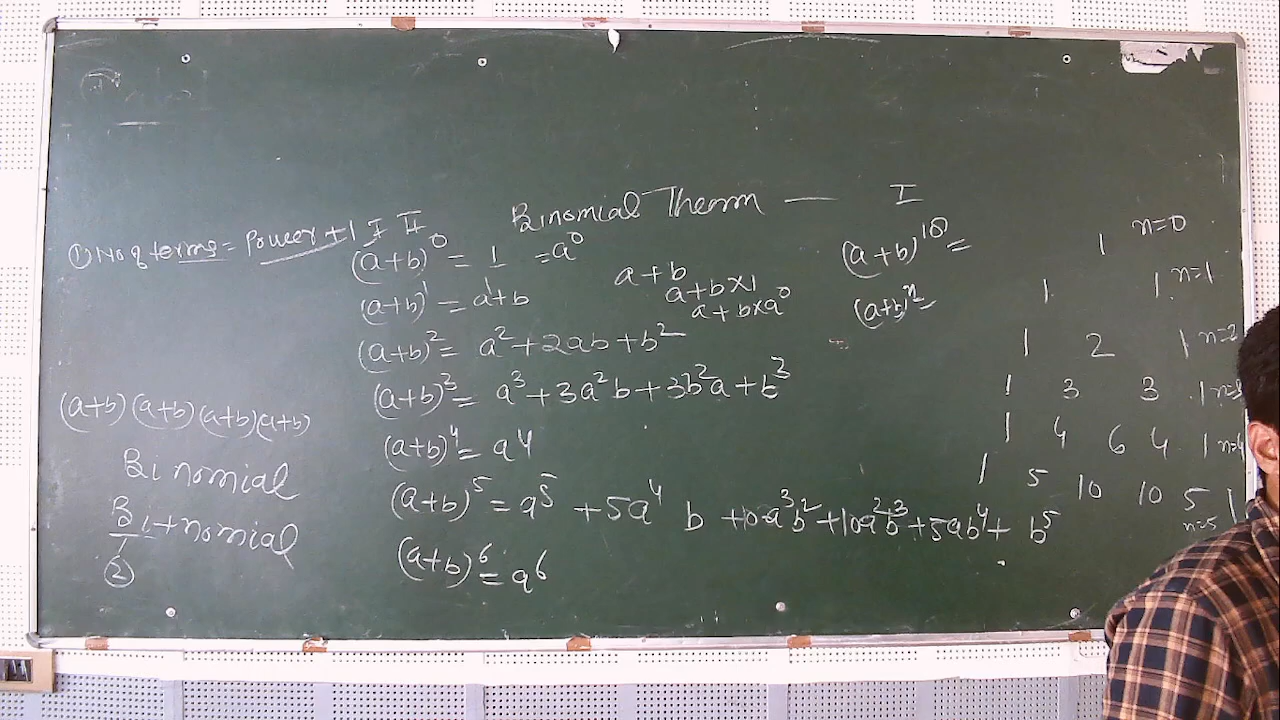 Binomial Theorm — I
① No of terms = Power + 1 I II
(a+b)⁰ = 1 = a⁰
(a+b)¹ = a¹+b
(a+b)² = a²+2ab+b²
(a+b)³ = a³+3a²b+3b²a+b³
(a+b)⁴ = a⁴
(a+b)⁵ = a⁵ +5a⁴ b +10a³b²+10a²b³+5ab⁴+ b⁵
(a+b)⁶ = a⁶
a+b
a+b×1
a+b×a⁰
(a+b)¹⁰ =
(a+b)ⁿ =
(a+b)(a+b)(a+b)(a+b)
Binomial
Bi+nomial
②
1 n=0
1 1 n=1
1 2 1 n=2
1 3 3 1 n=3
1 4 6 4 1 n=4
1 5 10 10 5 1
n=5